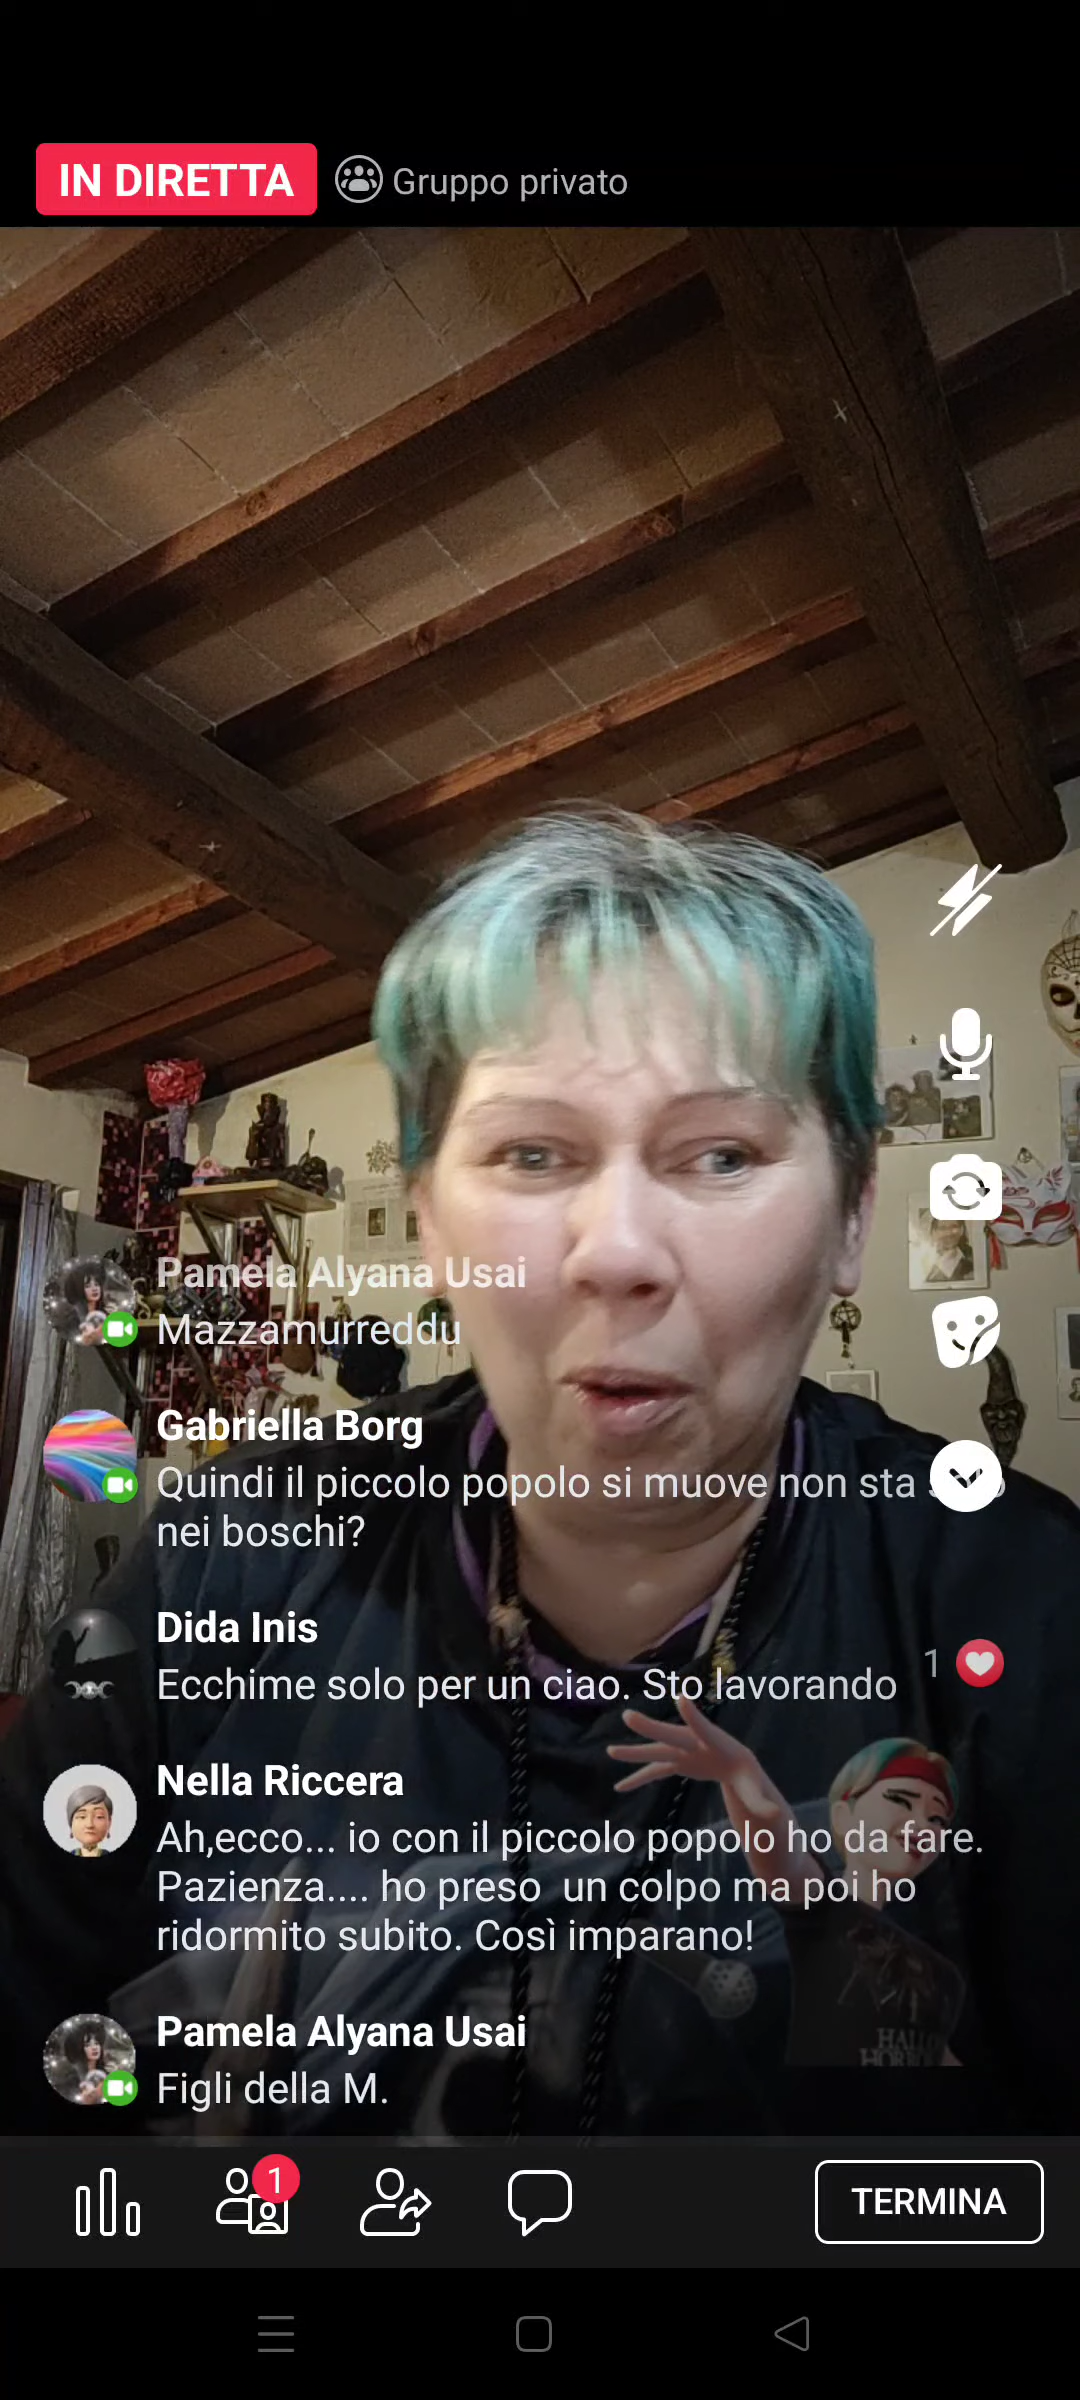 IN DIRETTA
Gruppo privato
Pamela Alyana Usai
Mazzamurreddu
Gabriella Borg
Quindi il piccolo popolo si muove non sta
nei boschi?
Dida Inis
Ecchime solo per un ciao. Sto lavorando
1
Nella Riccera
Ah,ecco... io con il piccolo popolo ho da fare.
Pazienza.... ho preso  un colpo ma poi ho
ridormito subito. Così imparano!
Pamela Alyana Usai
Figli della M.
1
TERMINA